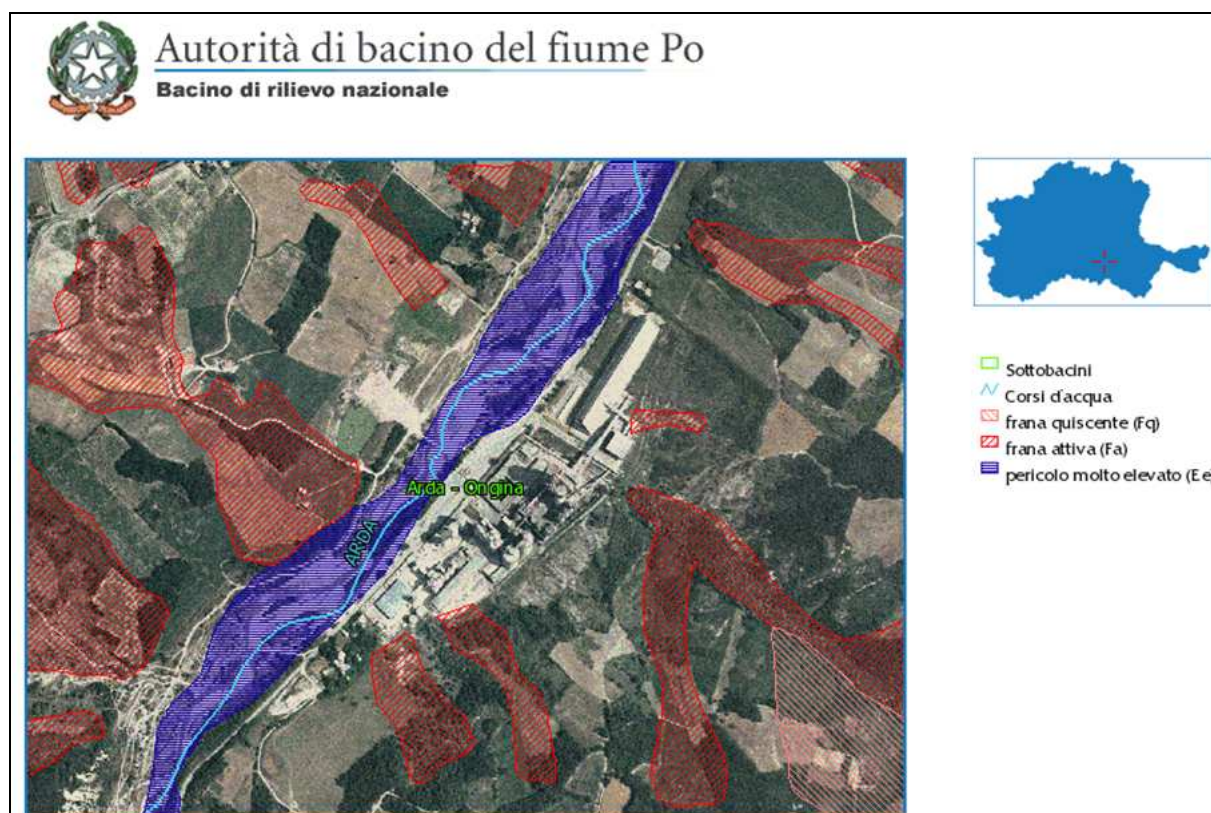 Autorità di bacino del fiume Po
Bacino di rilievo nazionale
Arda - Ongina
ARDA
Sottobacini
Corsi d'acqua
frana quiscente (Fq)
frana attiva (Fa)
pericolo molto elevato (Ee